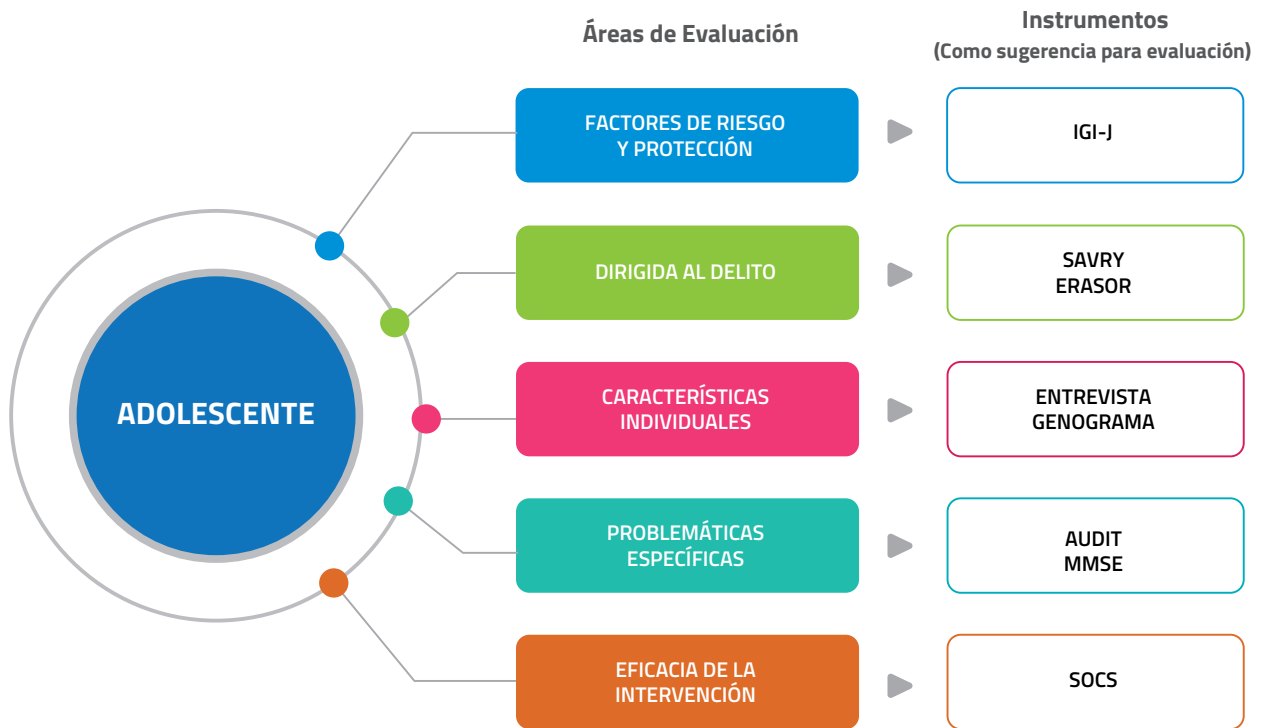 Áreas de Evaluación
Instrumentos
(Como sugerencia para evaluación)
ADOLESCENTE
FACTORES DE RIESGO
Y PROTECCIÓN
IGI-J
DIRIGIDA AL DELITO
SAVRY
ERASOR
CARACTERÍSTICAS
INDIVIDUALES
ENTREVISTA
GENOGRAMA
PROBLEMÁTICAS
ESPECÍFICAS
AUDIT
MMSE
EFICACIA DE LA
INTERVENCIÓN
SOCS